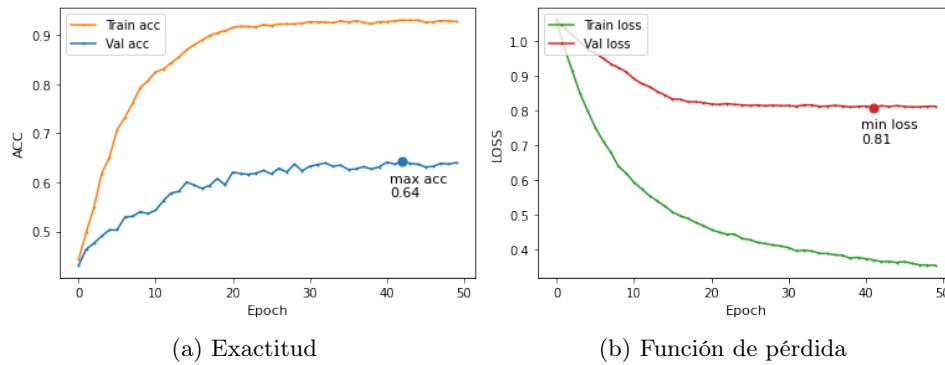 Train acc
Val acc
0.9
0.8
0.7
0.6
0.5
ACC
max acc
0.64
0
10
20
30
40
50
Epoch
(a) Exactitud
Train loss
Val loss
1.0
0.9
0.8
0.7
0.6
0.5
0.4
LOSS
min loss
0.81
0
10
20
30
40
50
Epoch
(b) Función de pérdida